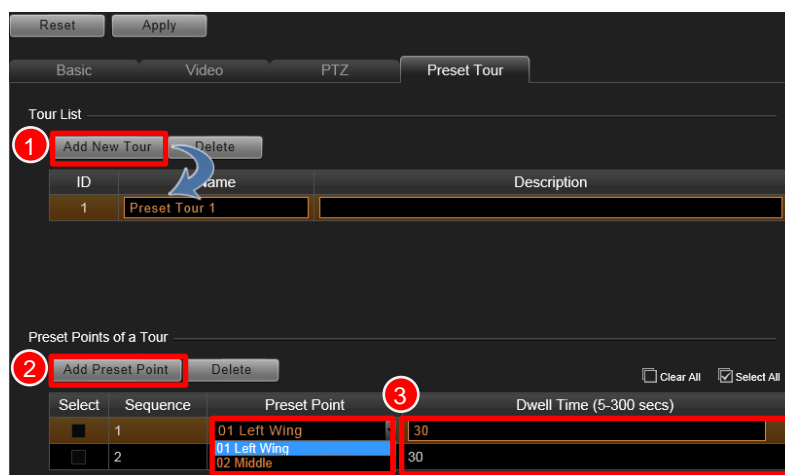 Reset Apply
Basic Video PTZ Preset Tour
Tour List
1 Add New Tour Delete
ID Name Description
1 Preset Tour 1
Preset Points of a Tour
2 Add Preset Point Delete Clear All Select All
3
Select Sequence Preset Point Dwell Time (5-300 secs)
1 01 Left Wing 30
01 Left Wing
2 02 Middle 30